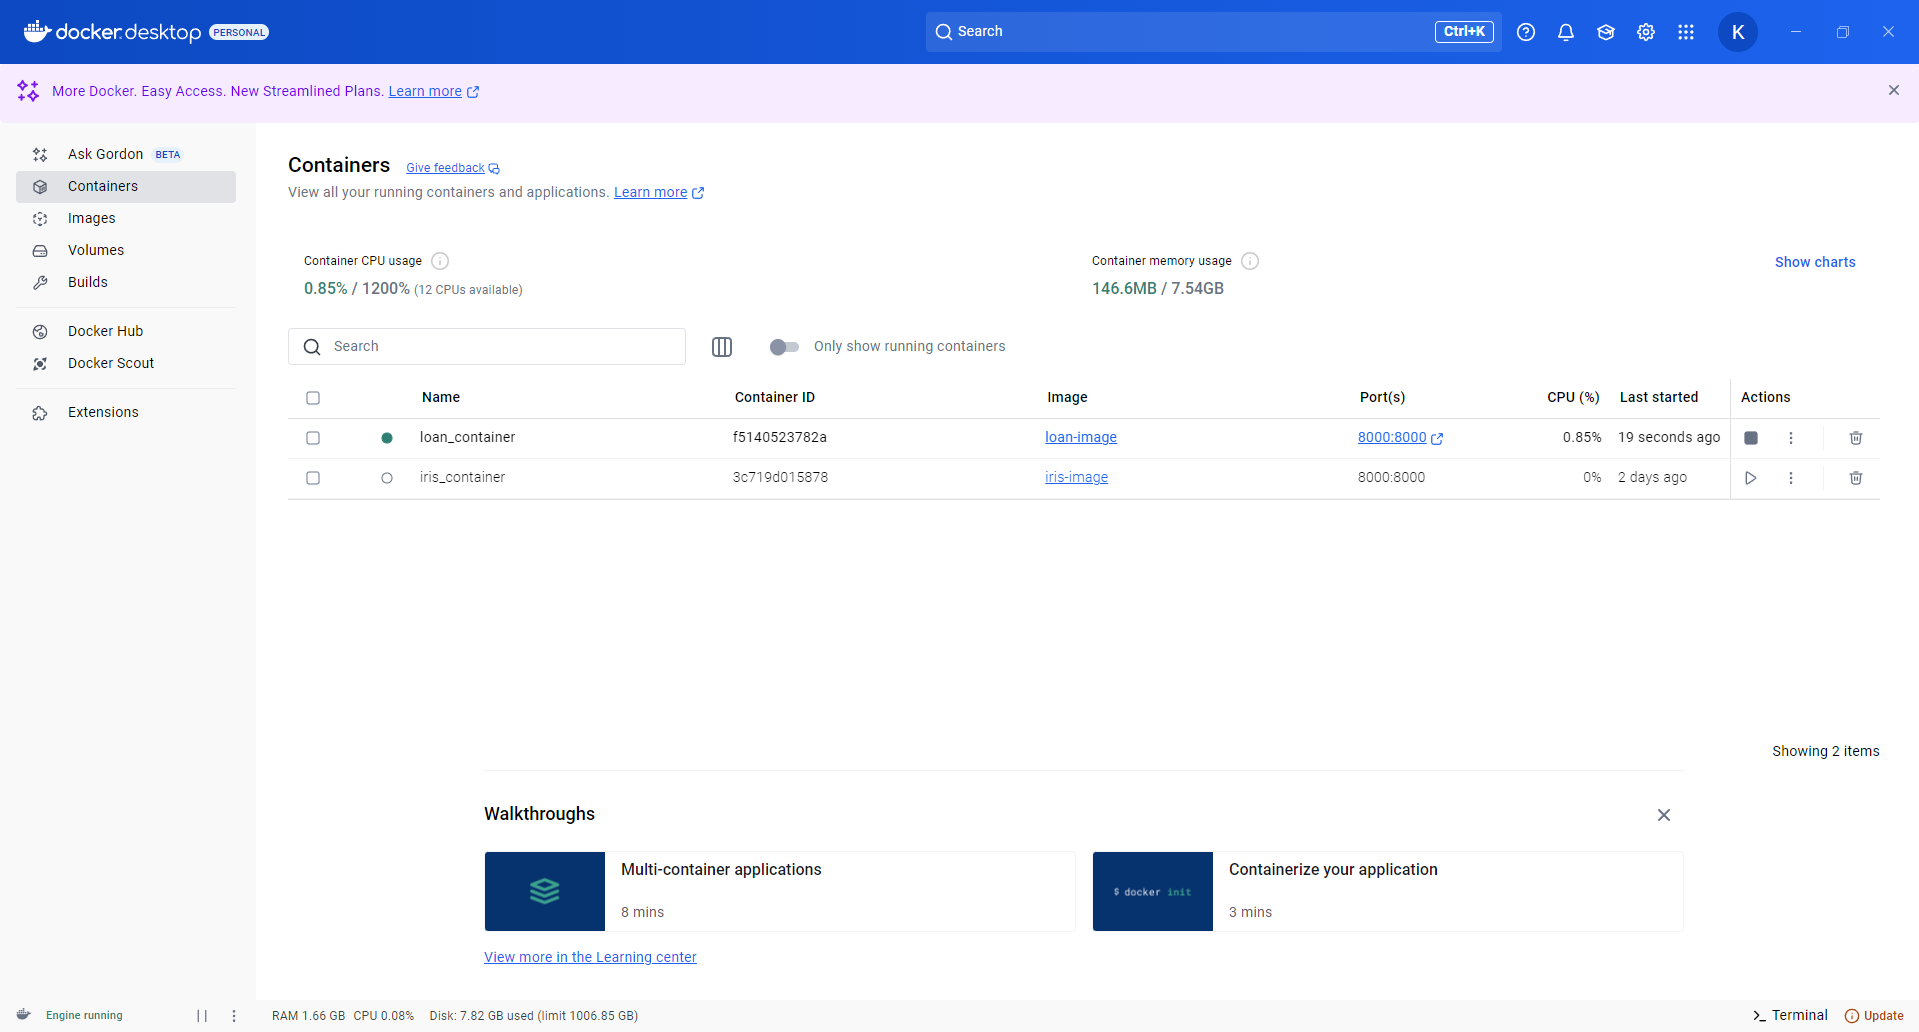 docker.desktop PERSONAL
Search Ctrl+K K
More Docker. Easy Access. New Streamlined Plans. Learn more
Ask Gordon BETA
Containers
Images
Volumes
Builds
Docker Hub
Docker Scout
Extensions
Containers Give feedback
View all your running containers and applications. Learn more
Container CPU usage
0.85% / 1200% (12 CPUs available)
Container memory usage
146.6MB / 7.54GB
Show charts
Search
Only show running containers
Name Container ID Image Port(s) CPU (%) Last started Actions
loan_container f5140523782a loan-image 8000:8000 0.85% 19 seconds ago
iris_container 3c719d015878 iris-image 8000:8000 0% 2 days ago
Showing 2 items
Walkthroughs
Multi-container applications
8 mins
$ docker init
Containerize your application
3 mins
View more in the Learning center
Engine running
RAM 1.66 GB CPU 0.08% Disk: 7.82 GB used (limit 1006.85 GB)
Terminal
Update